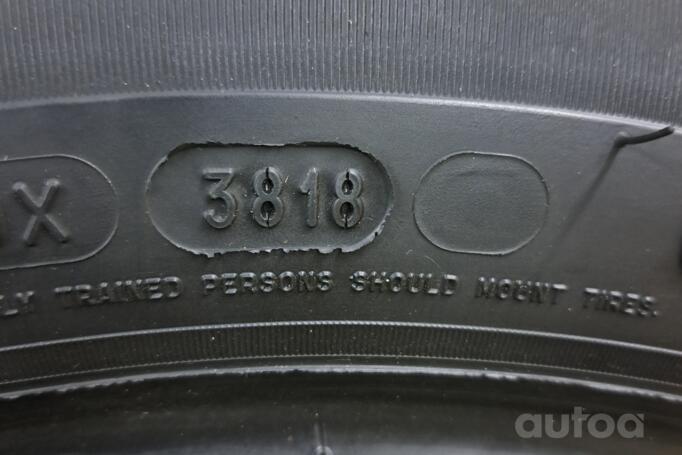 X 3818
TRAINED PERSONS SHOULD MOUNT TIRES.
autoa